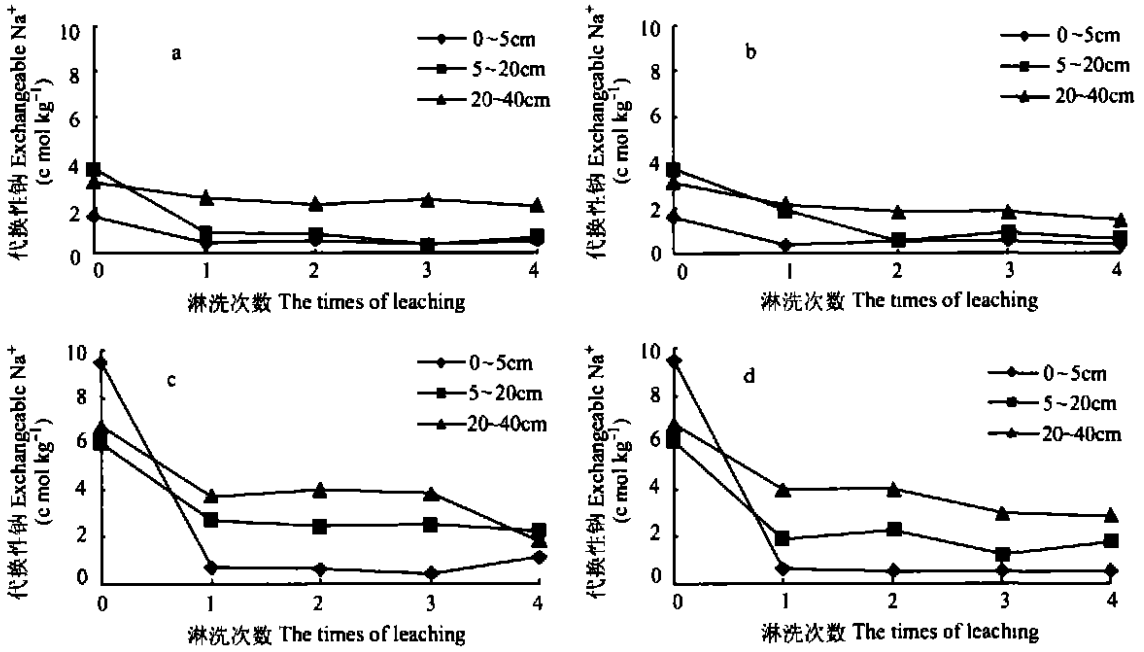 代换性钠 Exchangeable Na⁺
(c mol kg⁻¹)
10
8
6
4
2
0
a
0~5cm
5~20cm
20~40cm
0 1 2 3 4
淋洗次数 The times of leaching
代换性钠 Exchangeable Na⁺
(c mol kg⁻¹)
10
8
6
4
2
0
b
0~5cm
5~20cm
20~40cm
0 1 2 3 4
淋洗次数 The times of leaching
代换性钠 Exchangeable Na⁺
(c mol kg⁻¹)
10
8
6
4
2
0
c
0~5cm
5~20cm
20~40cm
0 1 2 3 4
淋洗次数 The times of leaching
代换性钠 Exchangeable Na⁺
(c mol kg⁻¹)
10
8
6
4
2
0
d
0~5cm
5~20cm
20~40cm
0 1 2 3 4
淋洗次数 The times of leaching